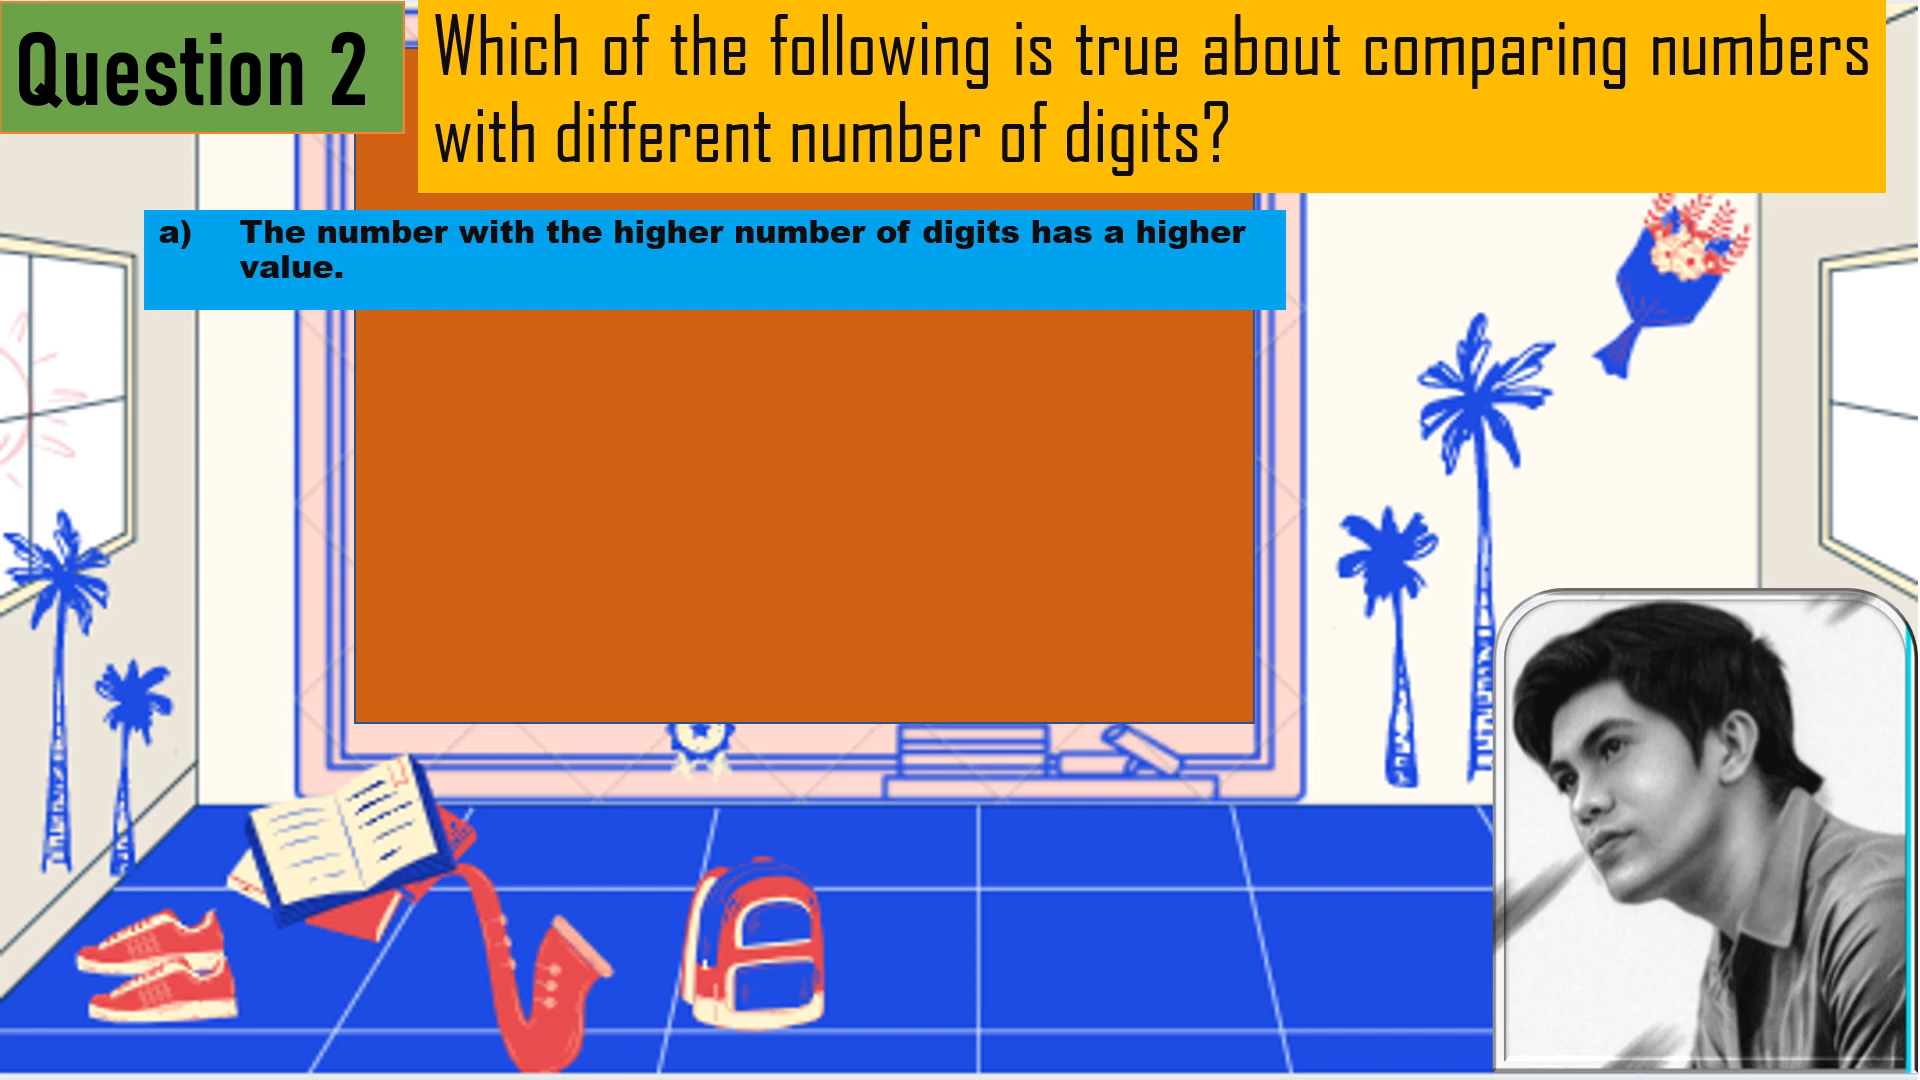 Question 2
Which of the following is true about comparing numbers
with different number of digits?
a) The number with the higher number of digits has a higher
value.